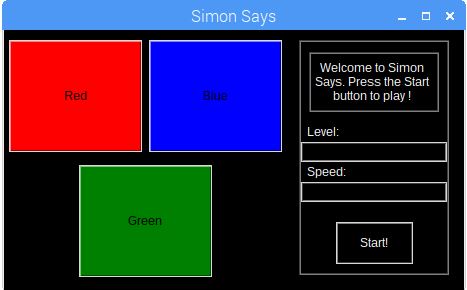 Simon Says
Red
Blue
Green
Welcome to Simon
Says. Press the Start
button to play !
Level:
Speed:
Start!